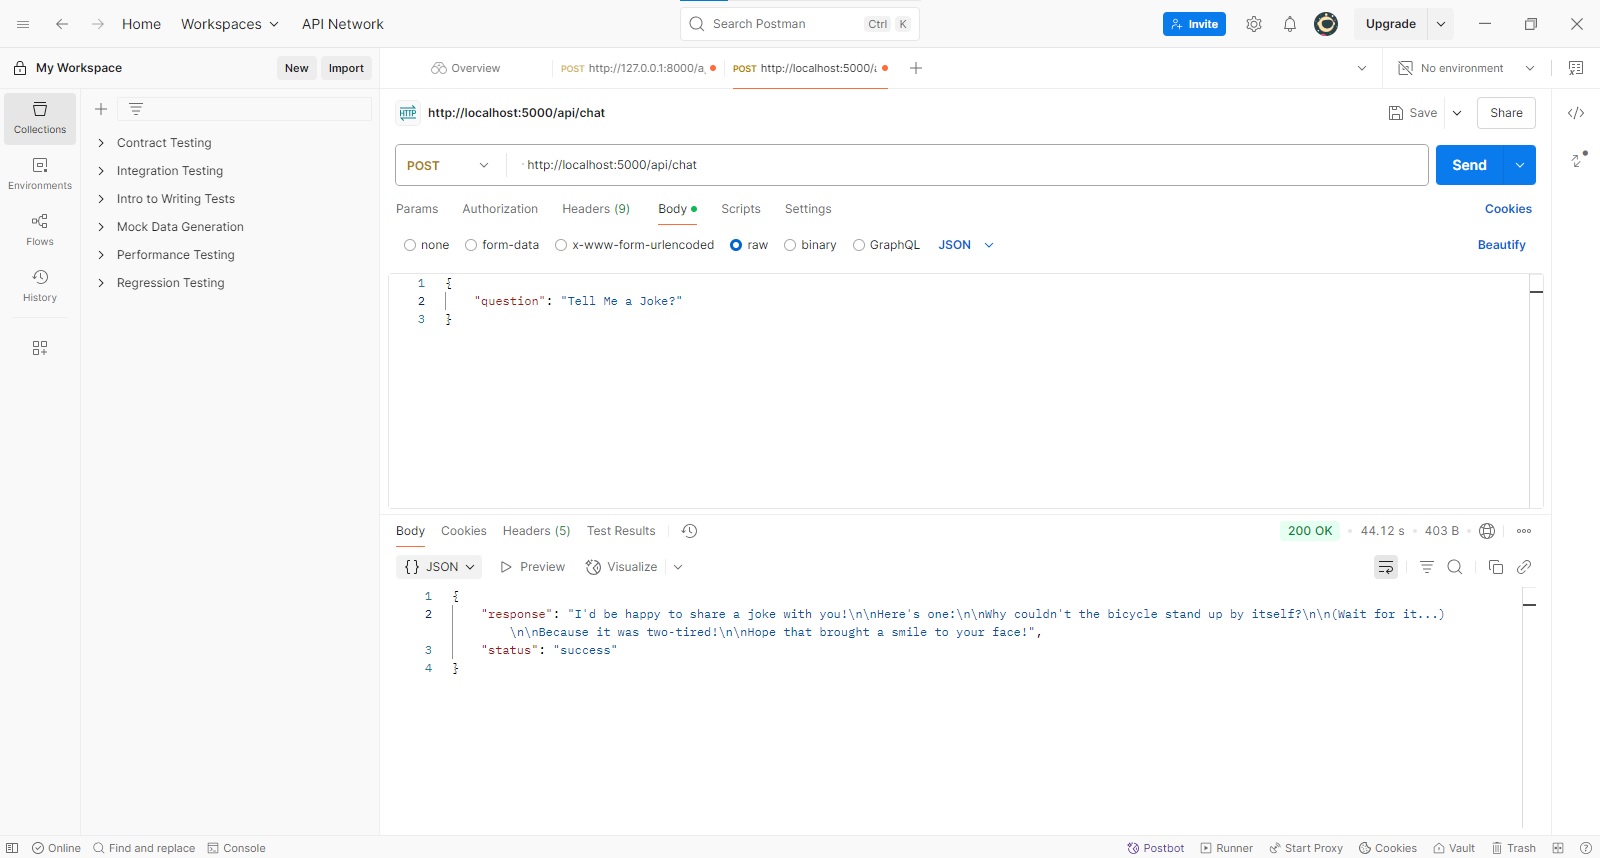 Home Workspaces API Network Search Postman Ctrl K Invite Upgrade
My Workspace New Import Overview POST http://127.0.0.1:8000/a POST http://localhost:5000/ No environment
Collections
Environments
Flows
History
Contract Testing
Integration Testing
Intro to Writing Tests
Mock Data Generation
Performance Testing
Regression Testing
HTTP http://localhost:5000/api/chat Save Share
POST http://localhost:5000/api/chat Send
Params Authorization Headers (9) Body Scripts Settings Cookies
none form-data x-www-form-urlencoded raw binary GraphQL JSON Beautify
1 {
2 "question": "Tell Me a Joke?"
3 }
Body Cookies Headers (5) Test Results 200 OK • 44.12 s • 403 B
{} JSON Preview Visualize
1 {
2 "response": "I'd be happy to share a joke with you!\n\nHere's one:\n\nWhy couldn't the bicycle stand up by itself?\n\n(Wait for it...)
\n\nBecause it was two-tired!\n\nHope that brought a smile to your face!",
3 "status": "success"
4 }
Online Find and replace Console Postbot Runner Start Proxy Cookies Vault Trash